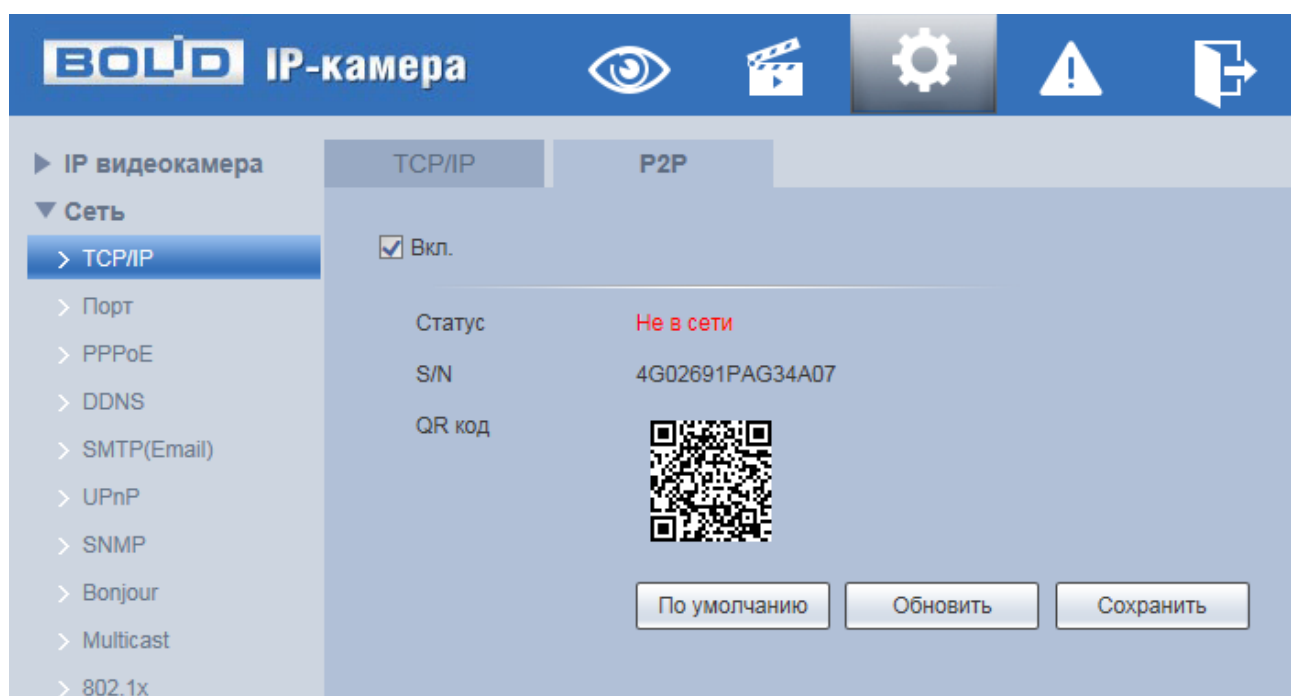 BOLID IP-камера
IP видеокамера
Сеть
TCP/IP
Порт
PPPoE
DDNS
SMTP(Email)
UPnP
SNMP
Bonjour
Multicast
802.1x
TCP/IP
P2P
Вкл.
Статус Не в сети
S/N 4G02691PAG34A07
QR код
По умолчанию Обновить Сохранить